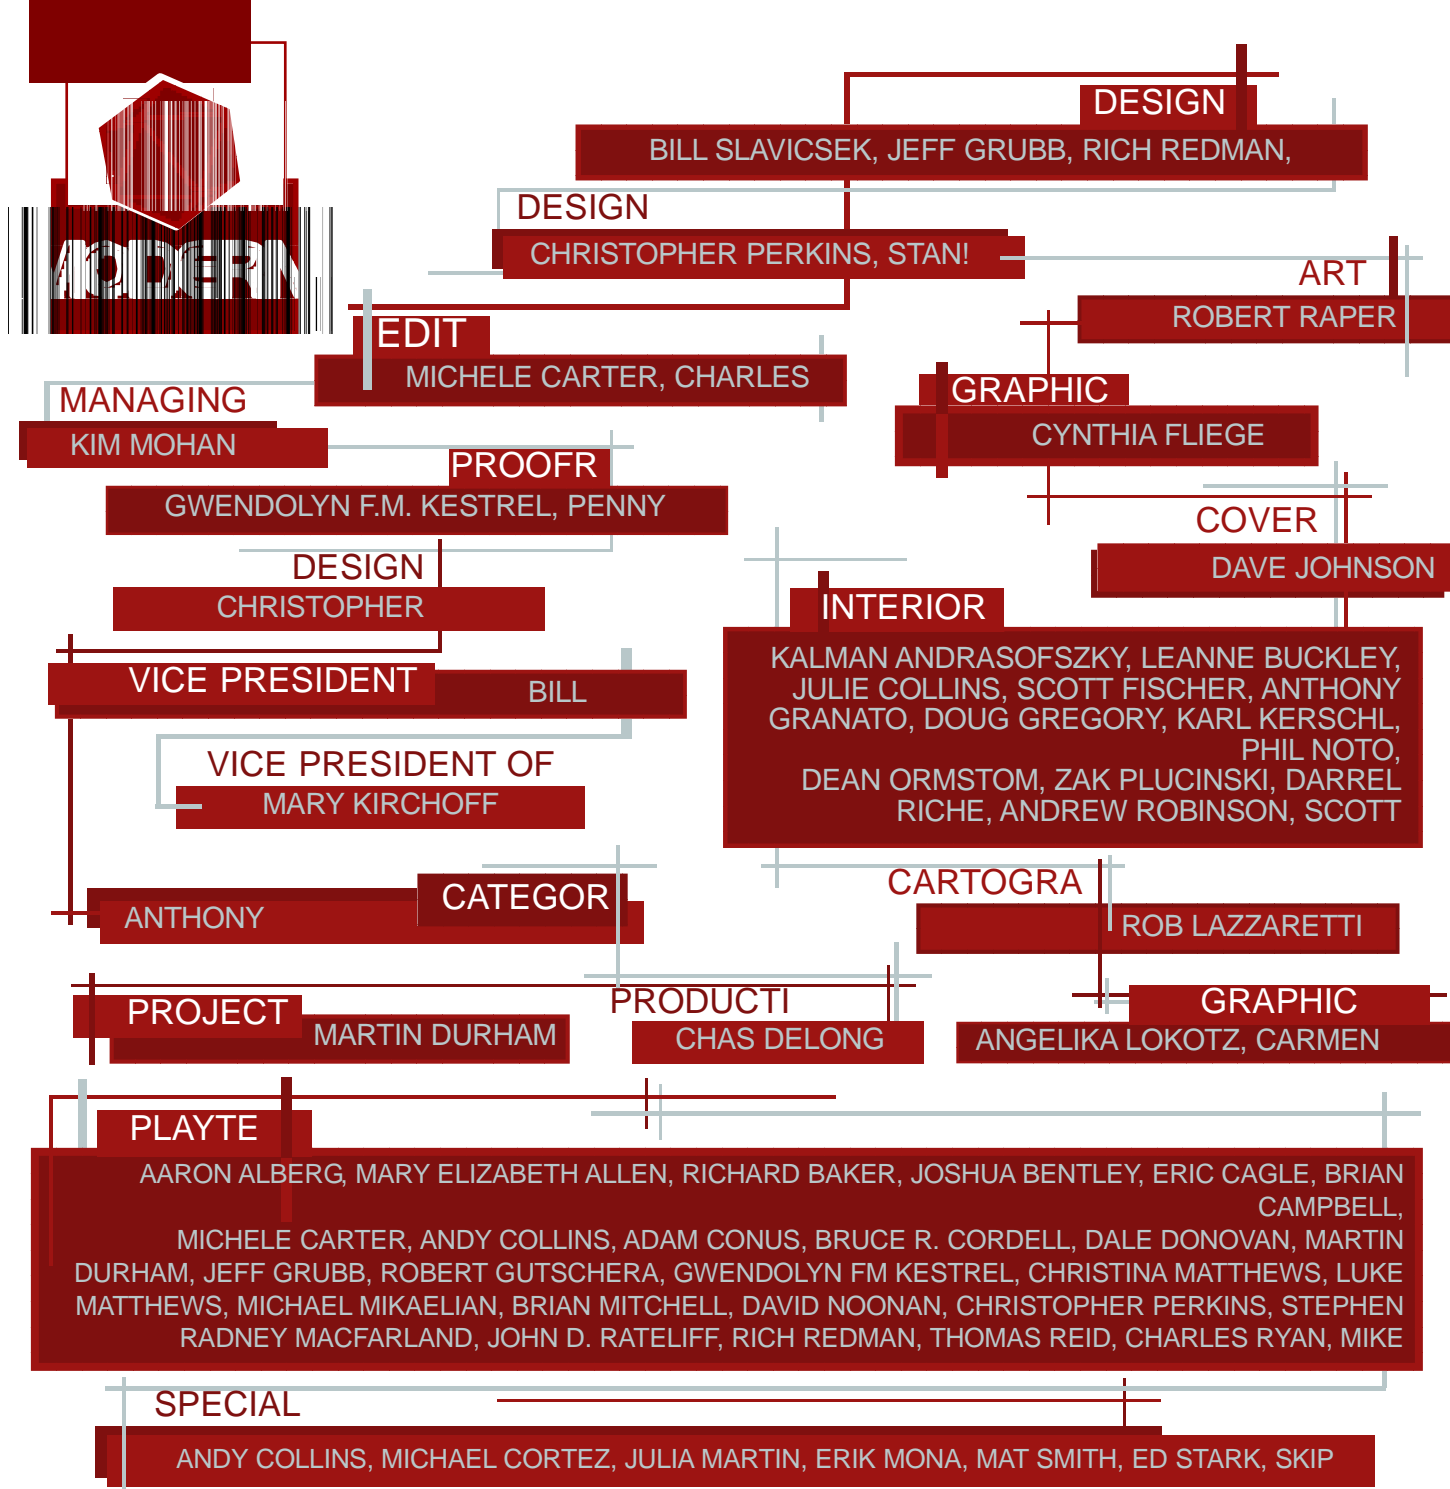 MODERN
DESIGN
BILL SLAVICSEK, JEFF GRUBB, RICH REDMAN,
DESIGN
CHRISTOPHER PERKINS, STAN!
ART
ROBERT RAPER
EDIT
MICHELE CARTER, CHARLES
GRAPHIC
CYNTHIA FLIEGE
MANAGING
KIM MOHAN
PROOFR
GWENDOLYN F.M. KESTREL, PENNY
COVER
DAVE JOHNSON
DESIGN
CHRISTOPHER
INTERIOR
KALMAN ANDRASOFSZKY, LEANNE BUCKLEY,
JULIE COLLINS, SCOTT FISCHER, ANTHONY
GRANATO, DOUG GREGORY, KARL KERSCHL,
PHIL NOTO,
DEAN ORMSTOM, ZAK PLUCINSKI, DARREL
RICHE, ANDREW ROBINSON, SCOTT
VICE PRESIDENT
BILL
VICE PRESIDENT OF
MARY KIRCHOFF
CATEGOR
ANTHONY
CARTOGRA
ROB LAZZARETTI
PROJECT
MARTIN DURHAM
PRODUCTI
CHAS DELONG
GRAPHIC
ANGELIKA LOKOTZ, CARMEN
PLAYTE
AARON ALBERG, MARY ELIZABETH ALLEN, RICHARD BAKER, JOSHUA BENTLEY, ERIC CAGLE, BRIAN
CAMPBELL,
MICHELE CARTER, ANDY COLLINS, ADAM CONUS, BRUCE R. CORDELL, DALE DONOVAN, MARTIN
DURHAM, JEFF GRUBB, ROBERT GUTSCHERA, GWENDOLYN FM KESTREL, CHRISTINA MATTHEWS, LUKE
MATTHEWS, MICHAEL MIKAELIAN, BRIAN MITCHELL, DAVID NOONAN, CHRISTOPHER PERKINS, STEPHEN
RADNEY MACFARLAND, JOHN D. RATELIFF, RICH REDMAN, THOMAS REID, CHARLES RYAN, MIKE
SPECIAL
ANDY COLLINS, MICHAEL CORTEZ, JULIA MARTIN, ERIK MONA, MAT SMITH, ED STARK, SKIP